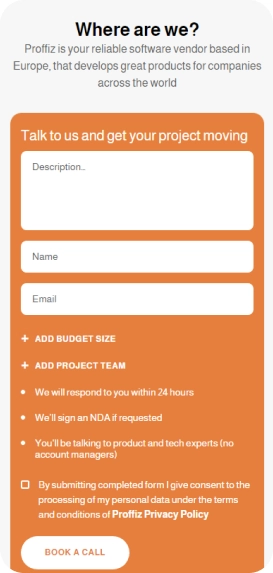 Where are we?
Proffiz is your reliable software vendor based in
Europe, that develops great products for companies
across the world
Talk to us and get your project moving
Description..
Name
Email
+ ADD BUDGET SIZE
+ ADD PROJECT TEAM
• We will respond to you within 24 hours
• We'll sign an NDA if requested
• You'll be talking to product and tech experts (no
account managers)
By submitting completed form I give consent to the
processing of my personal data under the terms
and conditions of Proffiz Privacy Policy
BOOK A CALL